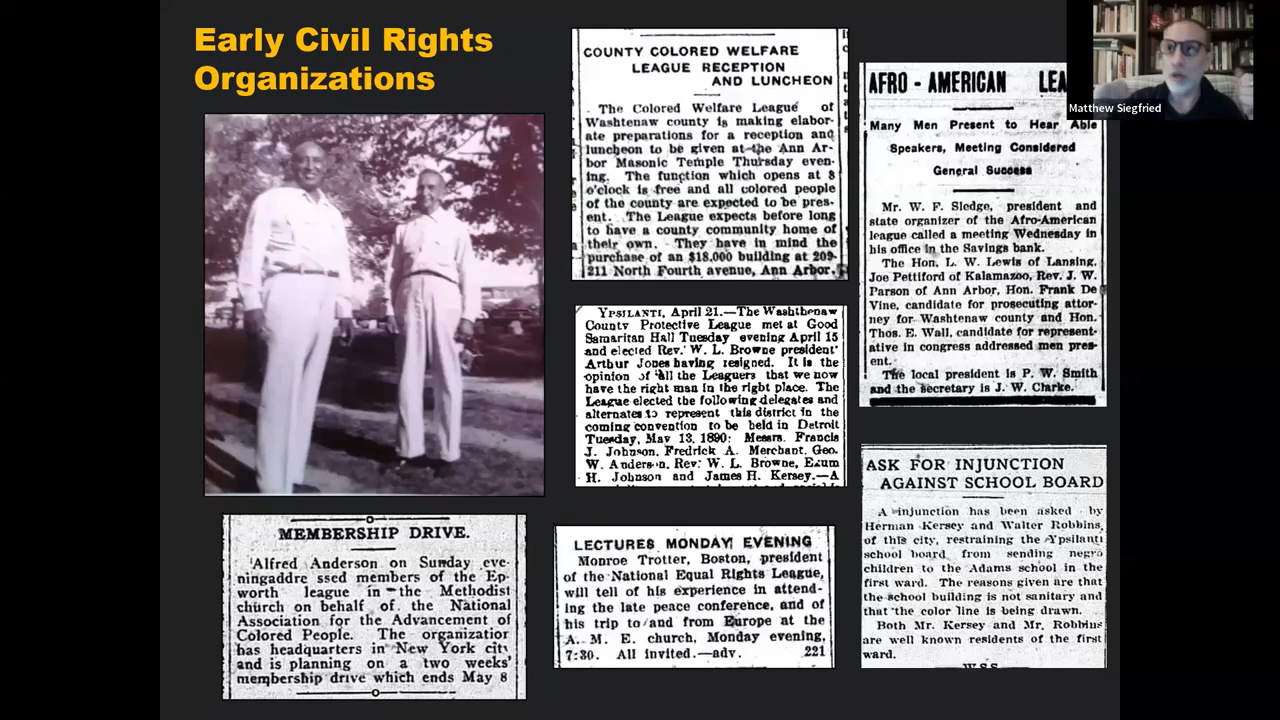 Early Civil Rights
Organizations
COUNTY COLORED WELFARE
LEAGUE RECEPTION
AND LUNCHEON
The Colored Welfare League of
Washtenaw county is making elabor-
ate preparations for a reception and
luncheon to be given at the Ann Ar-
bor Masonic Temple Thursday even-
ing. The function which opens at 8
o'clock is free and all colored people
of the county are expected to be pres-
ent. The League expects before long
to have a county community home of
their own. They have in mind the
purchase of an $18,000 building at 209-
211 North Fourth avenue, Ann Arbor.
YPSILANTI, April 21.—The Washthenaw
County Protective League met at Good
Samaritan Hall Tuesday evening April 15
and elected Rev. W. L. Browne president
Arthur Jones having resigned. It is the
opinion of all the Leaguers that we now
have the right man in the right place. The
League elected the following delegates and
alternates to represent this district in the
coming convention to be held in Detroit
Tuesday, May 13, 1890: Messrs. Francis
J. Johnson, Fredrick A. Merchant, Geo.
W. Anderson, Rev. W. L. Browne, Exum
H. Johnson and James H. Kersey.—A
AFRO-AMERICAN LEA
Many Men Present to Hear Able
Speakers, Meeting Considered
General Success
Mr. W. F. Sledge, president and
state organizer of the Afro-American
league called a meeting Wednesday in
his office in the Savings bank.
The Hon. L. W. Lewis of Lansing,
Joe Pettiford of Kalamazoo, Rev. J. W.
Parson of Ann Arbor, Hon. Frank De
Vine, candidate for prosecuting attor-
ney for Washtenaw county and Hon.
Thos. E. Wall, candidate for represent-
ative in congress addressed men pres-
ent.
The local president is P. W. Smith
and the secretary is J. W. Clarke.
Matthew Siegfried
MEMBERSHIP DRIVE.
Alfred Anderson on Sunday eve-
ningaddre ssed members of the Ep-
worth league in the Methodist
church on behalf of the National
Association for the Advancement of
Colored People. The organization
has headquarters in New York city
and is planning on a two weeks'
membership drive which ends May 8
LECTURES MONDAY EVENING
Monroe Trotter, Boston, president
of the National Equal Rights League,
will tell of his experience in attend-
ing the late peace conference, and of
his trip to and from Europe at the
A. M. E. church, Monday evening,
7:30. All invited.—adv. 221
ASK FOR INJUNCTION
AGAINST SCHOOL BOARD
A injunction has been asked by
Herman Kersey and Walter Robbins,
of this city, restraining the Ypsilanti
school board from sending negro
children to the Adams school in the
first ward. The reasons given are that
the school building is not sanitary and
that the color line is being drawn.
Both Mr. Kersey and Mr. Robbins
are well known residents of the first
ward.